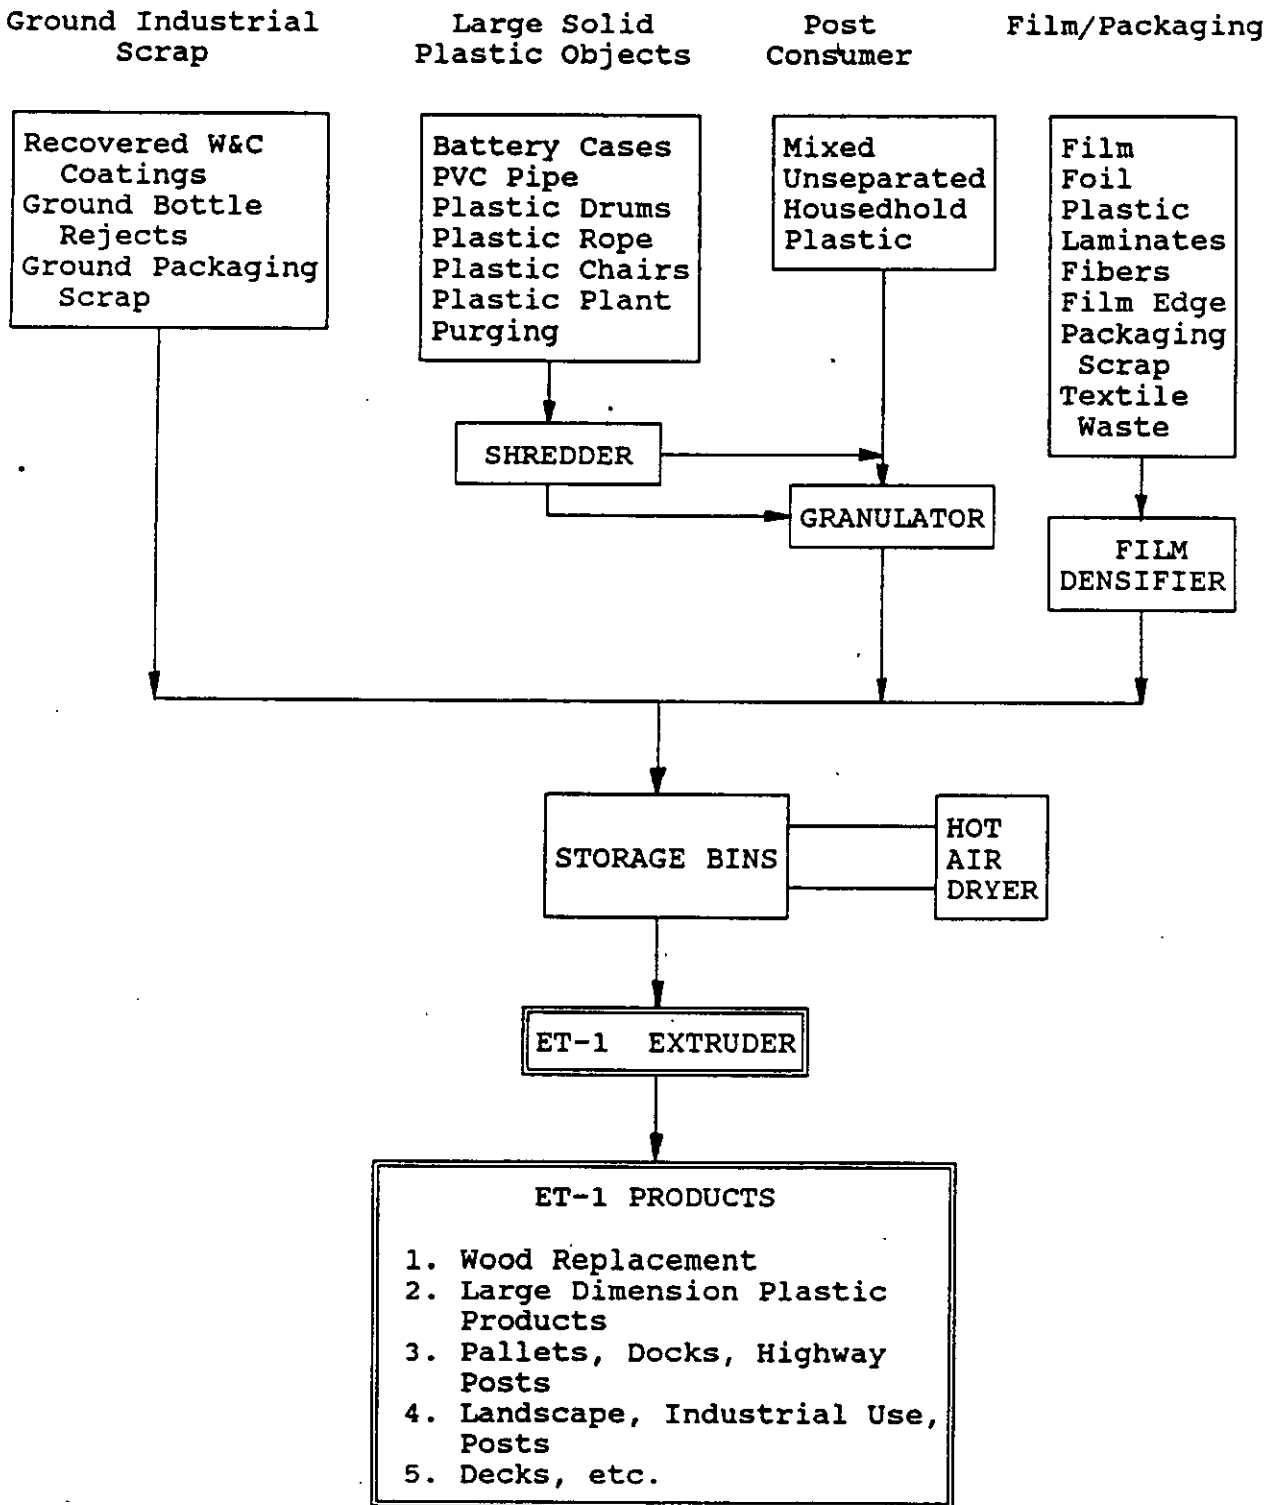 Ground Industrial
Scrap
Large Solid
Plastic Objects
Post
Consumer
Film/Packaging
Recovered W&C
Coatings
Ground Bottle
Rejects
Ground Packaging
Scrap
Battery Cases
PVC Pipe
Plastic Drums
Plastic Rope
Plastic Chairs
Plastic Plant
Purging
Mixed
Unseparated
Housedhold
Plastic
Film
Foil
Plastic
Laminates
Fibers
Film Edge
Packaging
Scrap
Textile
Waste
SHREDDER
GRANULATOR
FILM
DENSIFIER
STORAGE BINS
HOT
AIR
DRYER
ET-1 EXTRUDER
ET-1 PRODUCTS
1. Wood Replacement
2. Large Dimension Plastic
Products
3. Pallets, Docks, Highway
Posts
4. Landscape, Industrial Use,
Posts
5. Decks, etc.